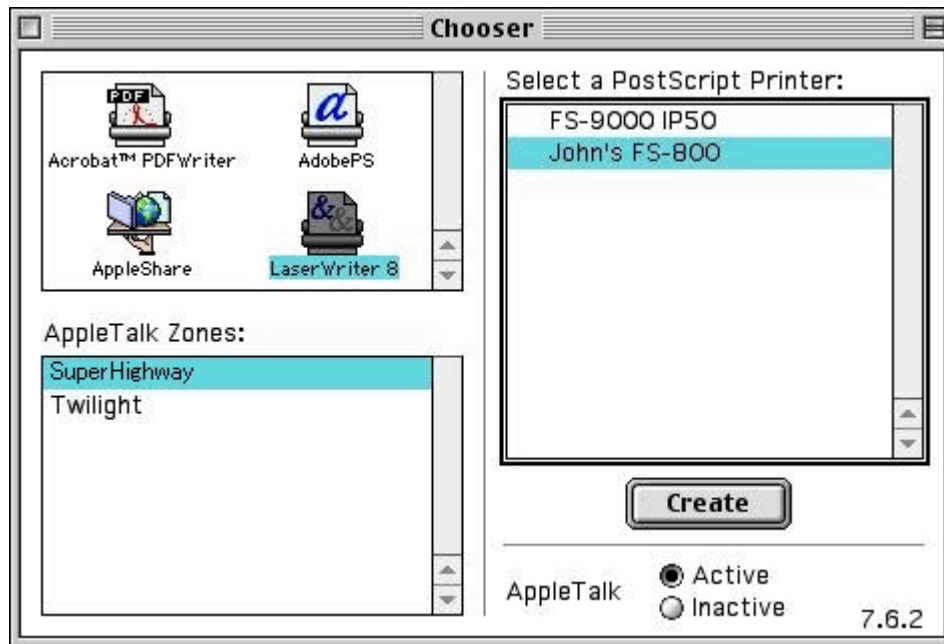 Chooser
PDF
a
Acrobat™ PDFWriter
AdobePS
&&&
AppleShare
LaserWriter 8
AppleTalk Zones:
SuperHighway
Twilight
Select a PostScript Printer:
FS-9000 IP50
John's FS-800
Create
AppleTalk
Active
Inactive
7.6.2